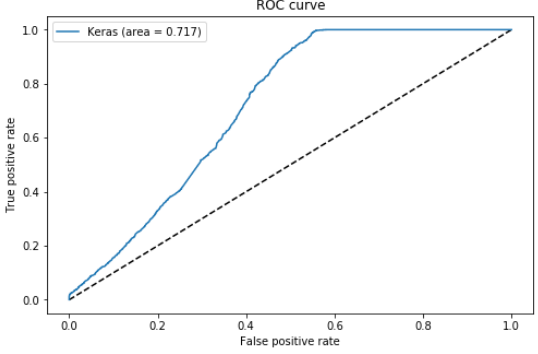 ROC curve
Keras (area = 0.717)
True positive rate
1.0
0.8
0.6
0.4
0.2
0.0
0.0 0.2 0.4 0.6 0.8 1.0
False positive rate